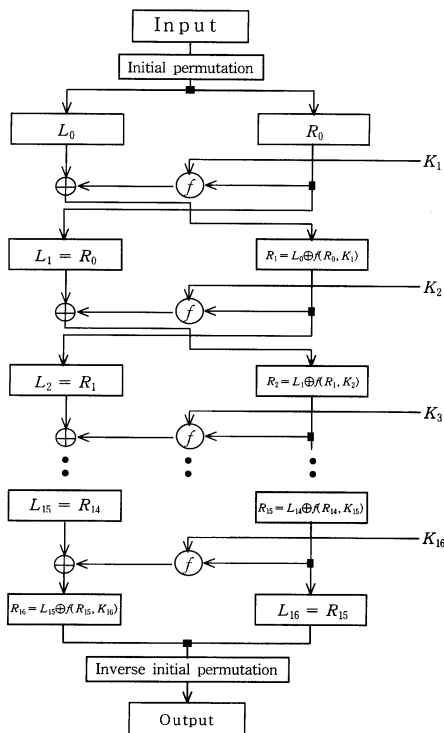 Input
Initial permutation
L₀
R₀
K₁
f
L₁ = R₀
R₁ = L₀⊕f(R₀, K₁)
K₂
f
L₂ = R₁
R₂ = L₁⊕f(R₁, K₂)
K₃
f
L₁₅ = R₁₄
R₁₅ = L₁₄⊕f(R₁₄, K₁₅)
K₁₆
f
R₁₆ = L₁₅⊕f(R₁₅, K₁₆)
L₁₆ = R₁₅
Inverse initial permutation
Output